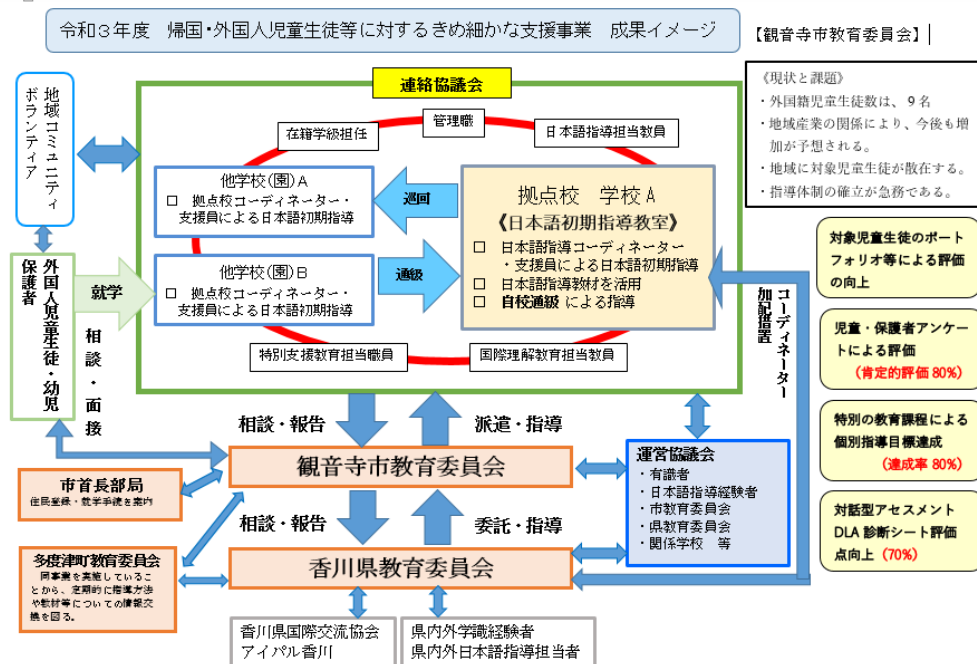 令和３年度　帰国・外国人児童生徒等に対するきめ細かな支援事業　成果イメージ
【観音寺市教育委員会】
《現状と課題》
・外国籍児童生徒数は、９名
・地域産業の関係により、今後も増
加が予想される。
・地域に対象児童生徒が散在する。
・指導体制の確立が急務である。
地域コミュニティ
ボランティア
連絡協議会
管理職
在籍学級担任
日本語指導担当教員
他学校(園)Ａ
□ 拠点校コーディネーター・
支援員による日本語初期指導
巡回
他学校(園)Ｂ
□ 拠点校コーディネーター・
支援員による日本語初期指導
通級
拠点校　学校Ａ
《日本語初期指導教室》
□ 日本語指導コーディネーター
・支援員による日本語初期指導
□ 日本語指導教材を活用
□ 自校通級による指導
特別支援教育担当職員
国際理解教育担当教員
外国人児童生徒・幼児
保護者
就学
相談・面接
コーディネーター
加配措置
対象児童生徒のポート
フォリオ等による評価
の向上
児童・保護者アンケー
トによる評価
（肯定的評価 80%）
特別の教育課程による
個別指導目標達成
（達成率 80%）
対話型アセスメント
DLA 診断シート評価
点向上（70%）
相談・報告
派遣・指導
観音寺市教育委員会
市首長部局
住民登録・就学手続を案内
運営協議会
・有識者
・日本語指導経験者
・市教育委員会
・県教育委員会
・関係学校　等
相談・報告
委託・指導
多度津町教育委員会
同事業を実施しているこ
とから、定期的に指導方法
や教材等についての情報交
換を図る。
香川県教育委員会
香川県国際交流協会
アイパル香川
県内外学識経験者
県内外日本語指導担当者